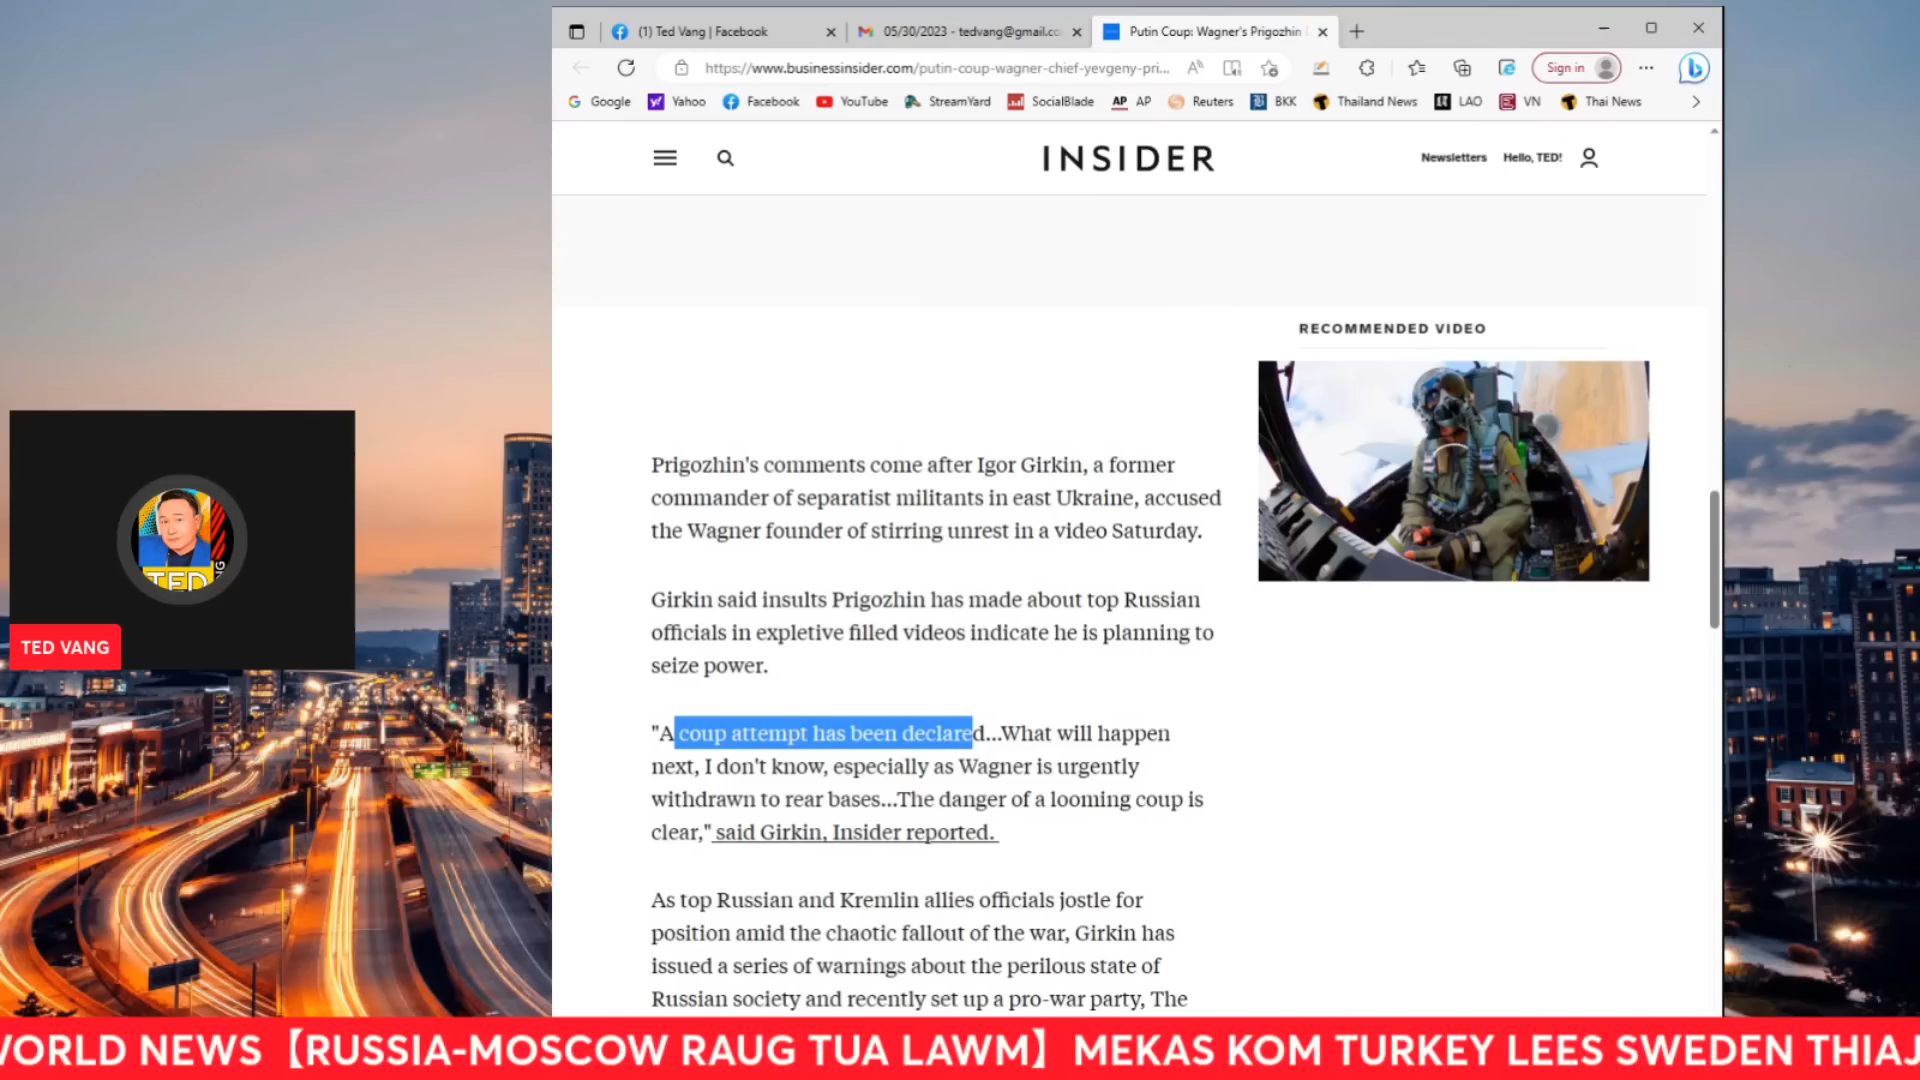 (1) Ted Vang | Facebook
05/30/2023 - tedvang@gmail.co
Putin Coup: Wagner's Prigozhin
https://www.businessinsider.com/putin-coup-wagner-chief-yevgeny-pri...
Sign in
Google
Yahoo
Facebook
YouTube
StreamYard
SocialBlade
AP AP
Reuters
BKK
Thailand News
LAO
VN
Thai News
INSIDER
Newsletters
Hello, TED!
RECOMMENDED VIDEO
Prigozhin's comments come after Igor Girkin, a former
commander of separatist militants in east Ukraine, accused
the Wagner founder of stirring unrest in a video Saturday.
Girkin said insults Prigozhin has made about top Russian
officials in expletive filled videos indicate he is planning to
seize power.
"A coup attempt has been declared...What will happen
next, I don't know, especially as Wagner is urgently
withdrawn to rear bases...The danger of a looming coup is
clear," said Girkin, Insider reported.
As top Russian and Kremlin allies officials jostle for
position amid the chaotic fallout of the war, Girkin has
issued a series of warnings about the perilous state of
Russian society and recently set up a pro-war party, The
TED
TED VANG
WORLD NEWS【RUSSIA-MOSCOW RAUG TUA LAWM】MEKAS KOM TURKEY LEES SWEDEN THIAJ